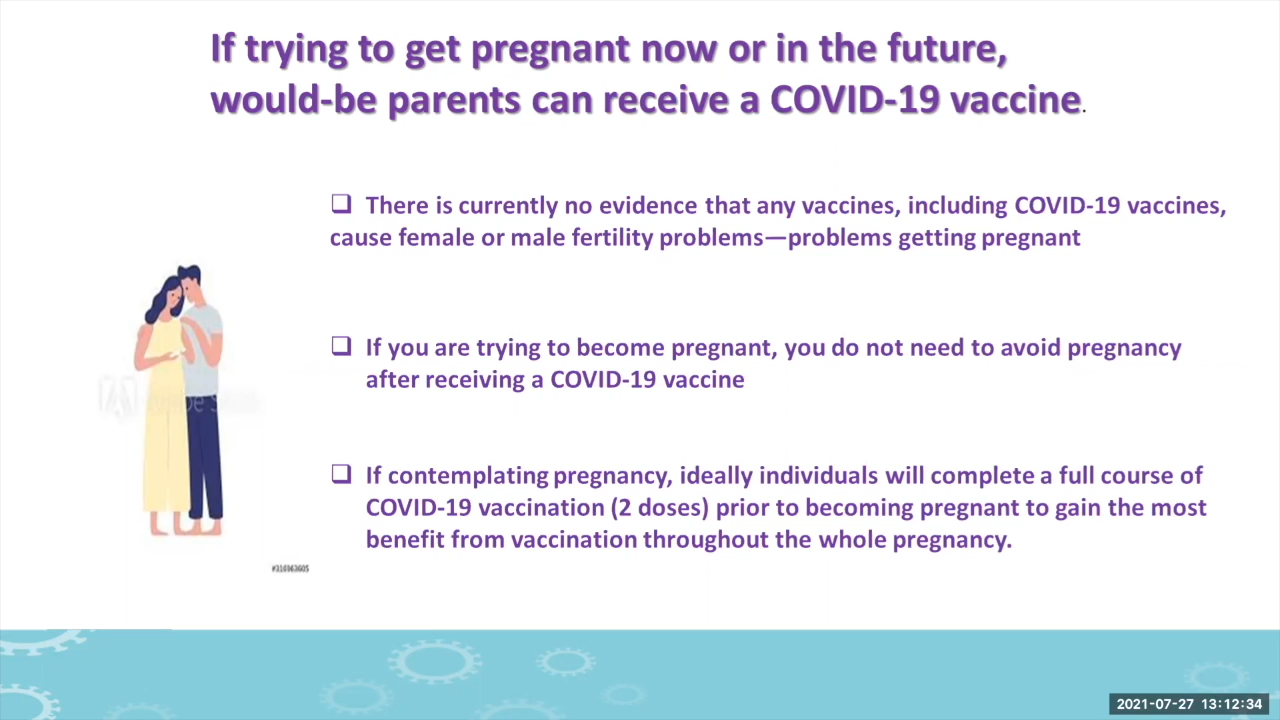 If trying to get pregnant now or in the future,
would-be parents can receive a COVID-19 vaccine.
There is currently no evidence that any vaccines, including COVID-19 vaccines,
cause female or male fertility problems—problems getting pregnant
If you are trying to become pregnant, you do not need to avoid pregnancy
after receiving a COVID-19 vaccine
If contemplating pregnancy, ideally individuals will complete a full course of
COVID-19 vaccination (2 doses) prior to becoming pregnant to gain the most
benefit from vaccination throughout the whole pregnancy.
2021-07-27 13:12:34